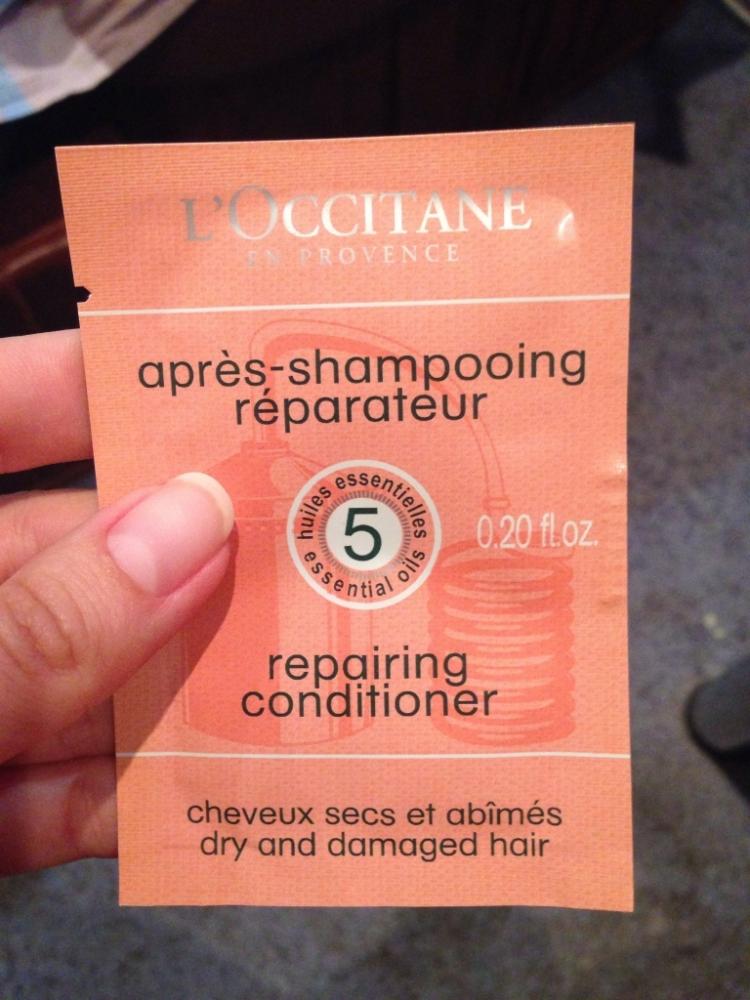 L'OCCITANE
EN PROVENCE
après-shampooing
réparateur
huiles essentielles
5
essential oils
0.20 fl.oz.
repairing
conditioner
cheveux secs et abîmés
dry and damaged hair